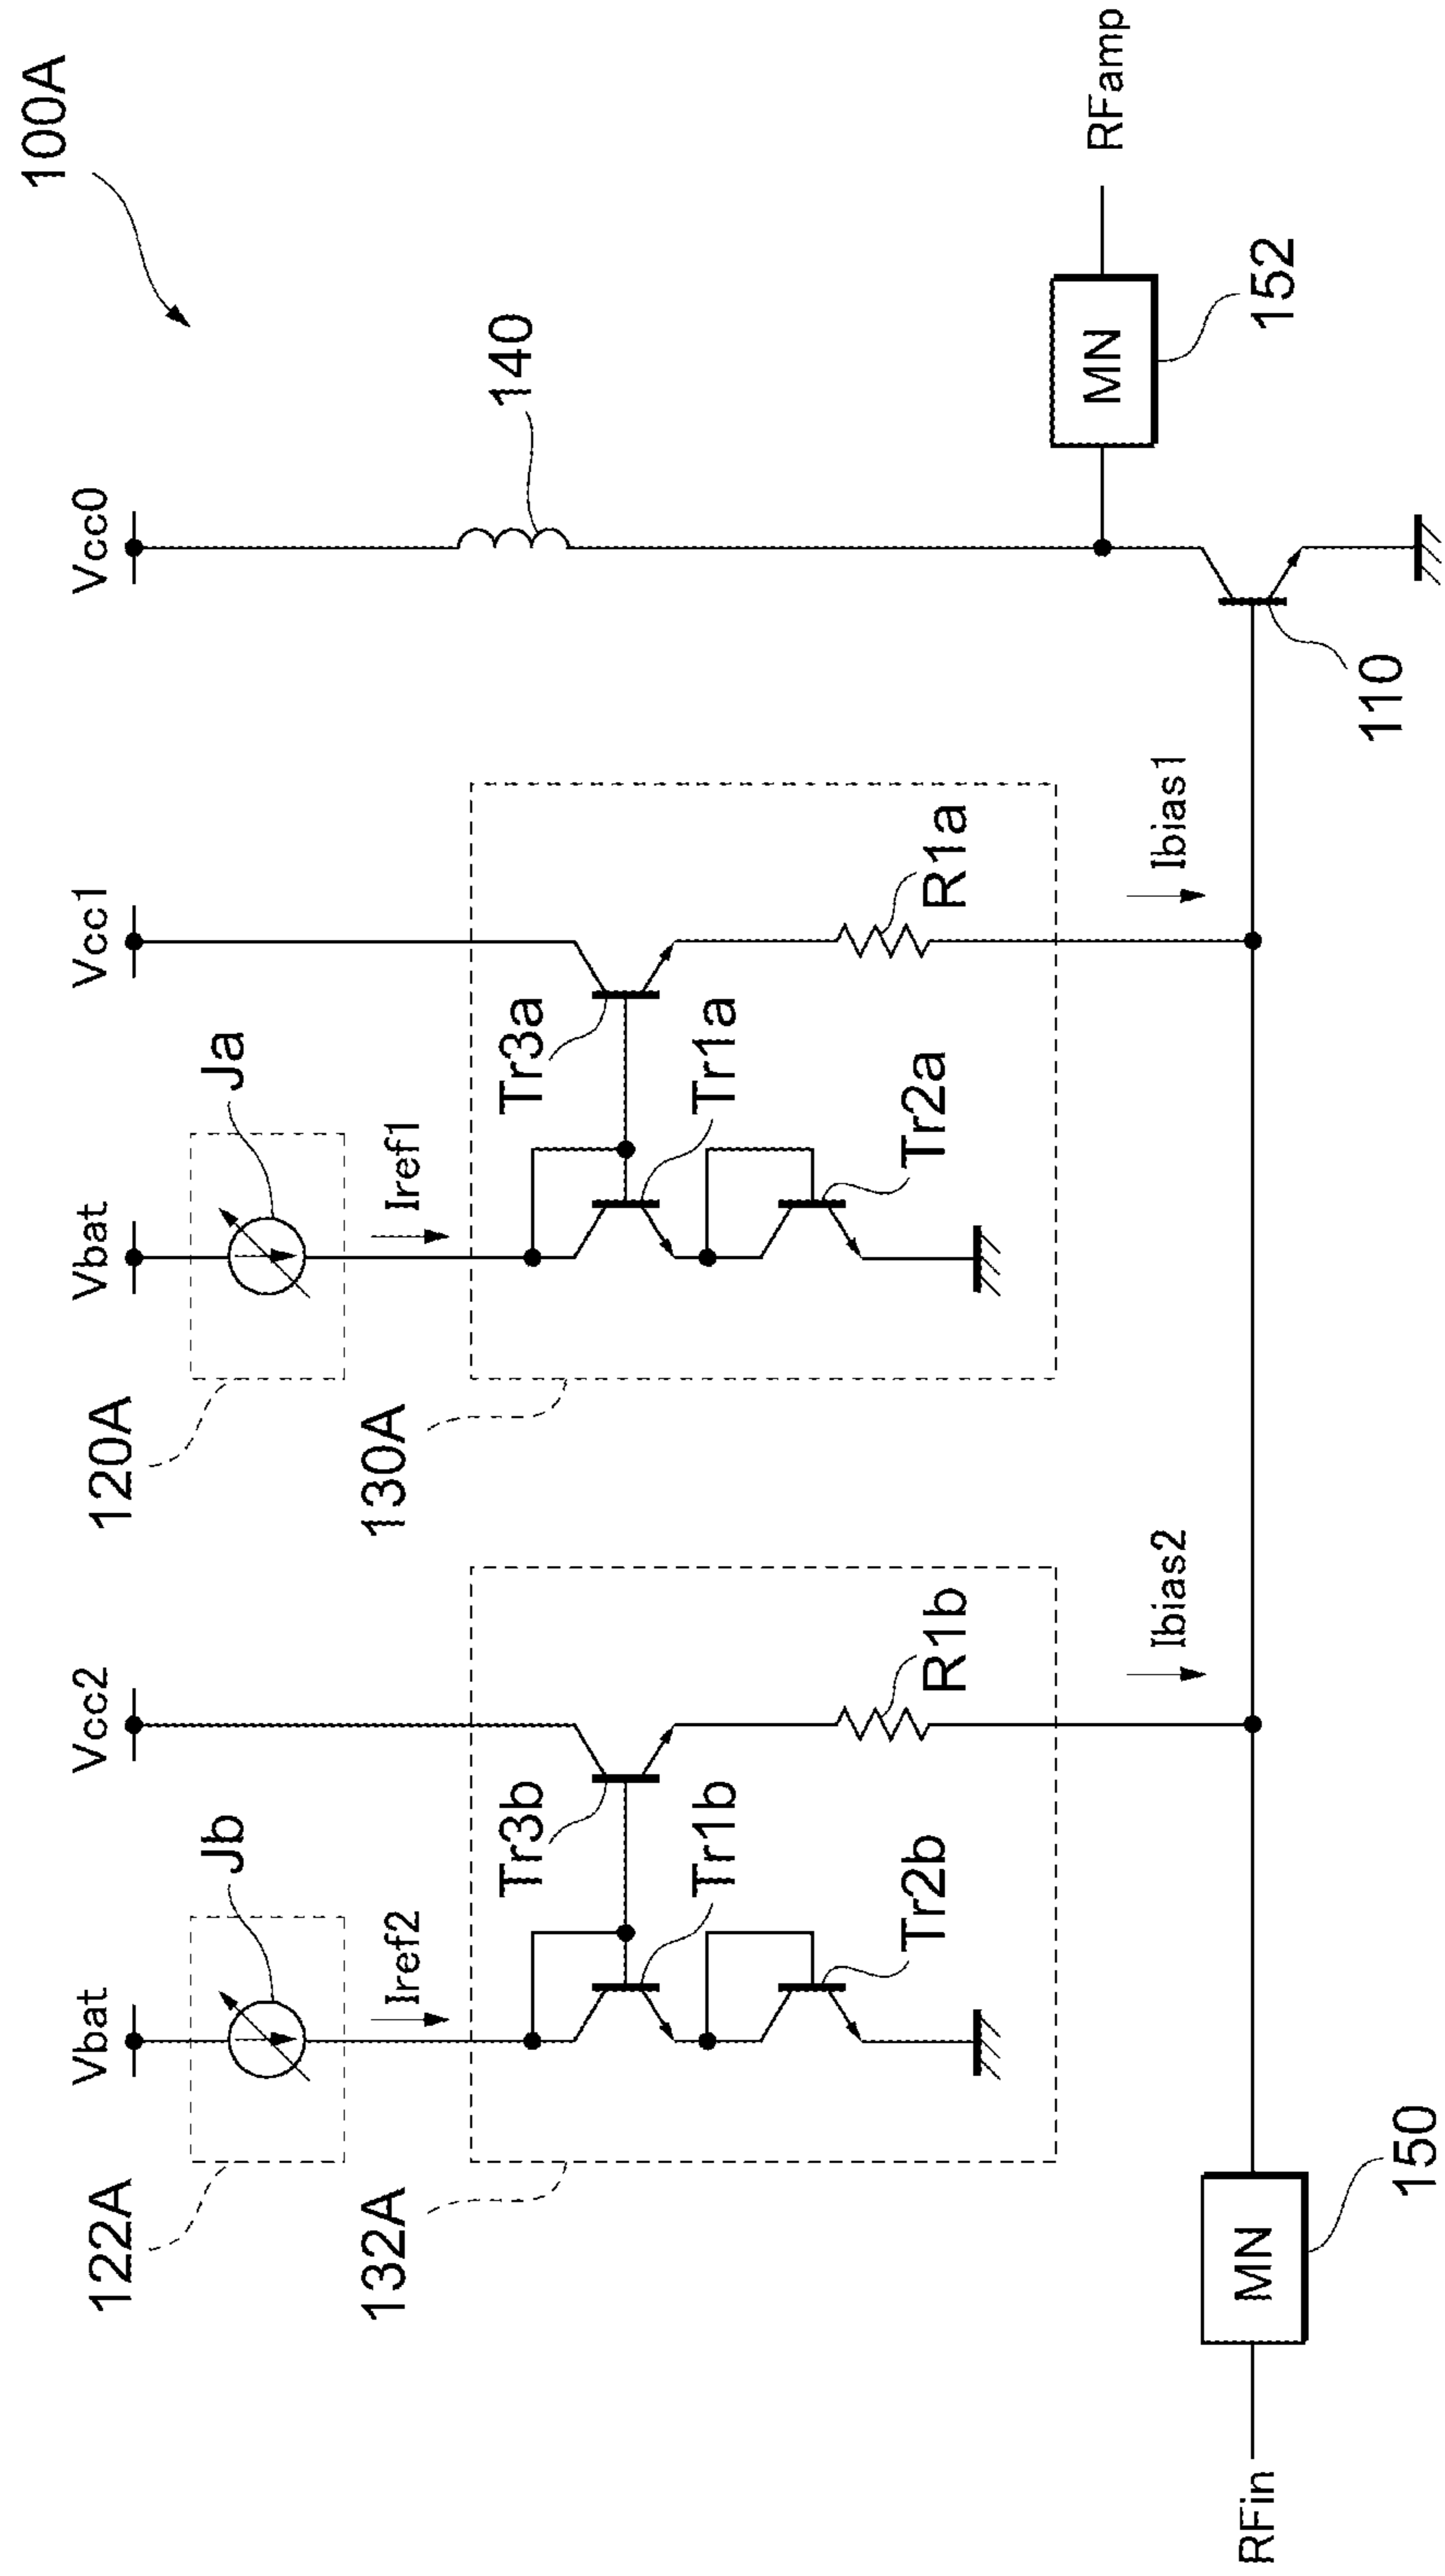 100A
Vbat
Vcc2
Vbat
Vcc1
Vcc0
Jb
Ja
122A
120A
Iref2
Iref1
140
132A
130A
Tr3b
Tr3a
Tr1b
Tr1a
Tr2b
R1b
Tr2a
R1a
MN
RFamp
152
Ibias2
Ibias1
RFin
MN
150
110